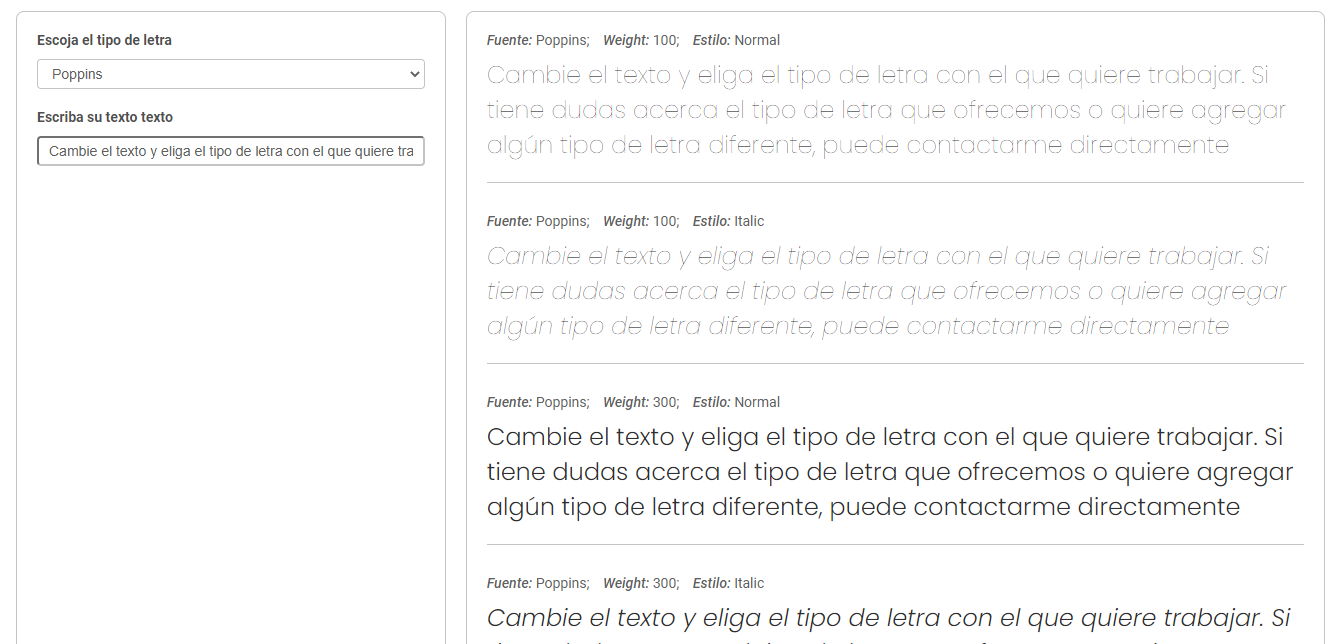 Escoja el tipo de letra
Poppins
Escriba su texto texto
Cambie el texto y eliga el tipo de letra con el que quiere tra
Fuente: Poppins; Weight: 100; Estilo: Normal
Cambie el texto y eliga el tipo de letra con el que quiere trabajar. Si
tiene dudas acerca el tipo de letra que ofrecemos o quiere agregar
algún tipo de letra diferente, puede contactarme directamente
Fuente: Poppins; Weight: 100; Estilo: Italic
Cambie el texto y eliga el tipo de letra con el que quiere trabajar. Si
tiene dudas acerca el tipo de letra que ofrecemos o quiere agregar
algún tipo de letra diferente, puede contactarme directamente
Fuente: Poppins; Weight: 300; Estilo: Normal
Cambie el texto y eliga el tipo de letra con el que quiere trabajar. Si
tiene dudas acerca el tipo de letra que ofrecemos o quiere agregar
algún tipo de letra diferente, puede contactarme directamente
Fuente: Poppins; Weight: 300; Estilo: Italic
Cambie el texto y eliga el tipo de letra con el que quiere trabajar. Si